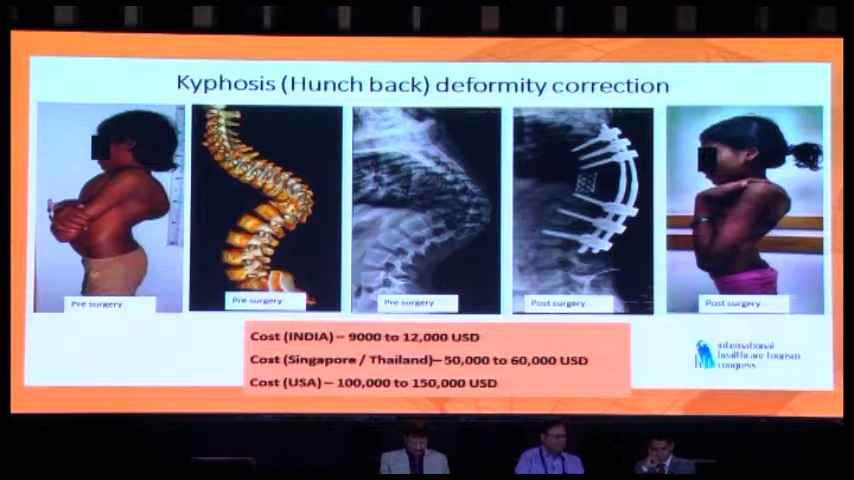 Kyphosis (Hunch back) deformity correction
Pre surgery
Pre surgery
Pre surgery
Post surgery
Post surgery
Cost (INDIA) – 9000 to 12,000 USD
Cost (Singapore / Thailand)– 50,000 to 60,000 USD
Cost (USA) – 100,000 to 150,000 USD
international
healthcare tourism
congress